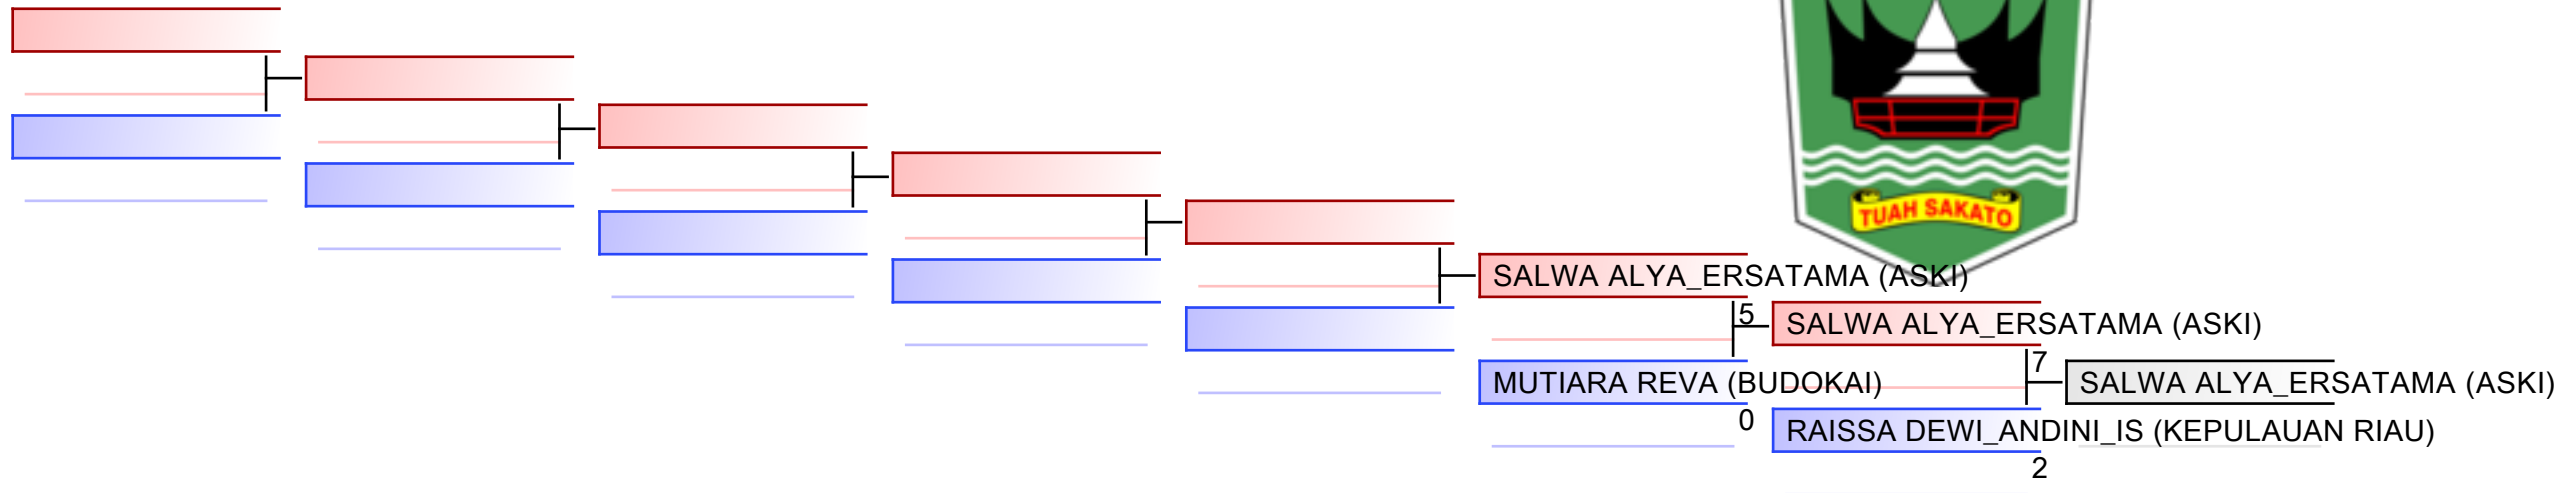 TUAH SAKATO
SALWA ALYA_ERSATAMA (ASKI)
5
SALWA ALYA_ERSATAMA (ASKI)
7
MUTIARA REVA (BUDOKAI)
SALWA ALYA_ERSATAMA (ASKI)
0
RAISSA DEWI_ANDINI_IS (KEPULAUAN RIAU)
2